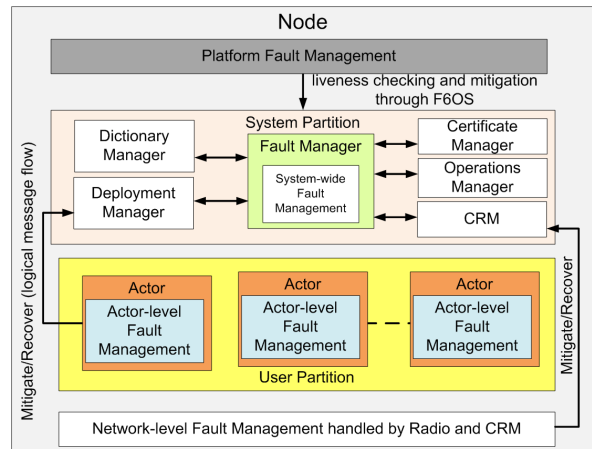 Node
Platform Fault Management
liveness checking and mitigation
through F6OS
System Partition
Dictionary
Manager
Deployment
Manager
Fault Manager
System-wide
Fault
Management
Certificate
Manager
Operations
Manager
CRM
Mitigate/Recover (logical message flow)
Actor
Actor-level
Fault
Management
Actor
Actor-level
Fault
Management
Actor
Actor-level
Fault
Management
User Partition
Mitigate/Recover
Network-level Fault Management handled by Radio and CRM